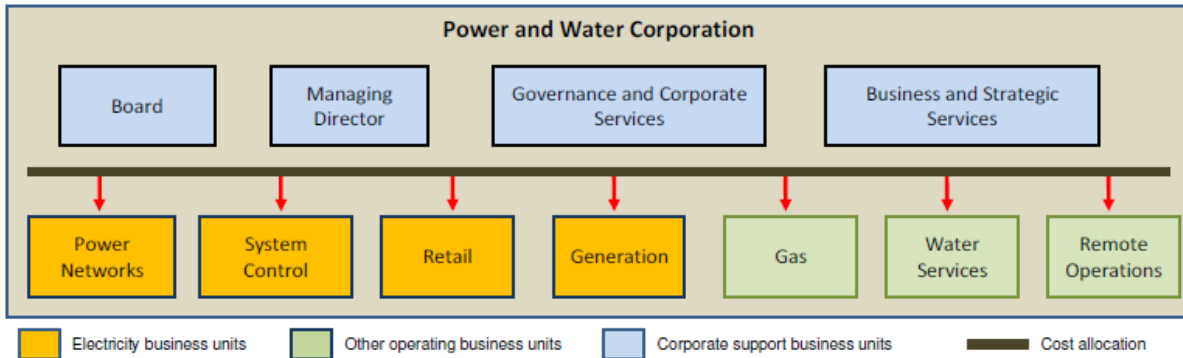 Power and Water Corporation
Board
Managing
Director
Governance and Corporate
Services
Business and Strategic
Services
Power
Networks
System
Control
Retail
Generation
Gas
Water
Services
Remote
Operations
Electricity business units
Other operating business units
Corporate support business units
Cost allocation